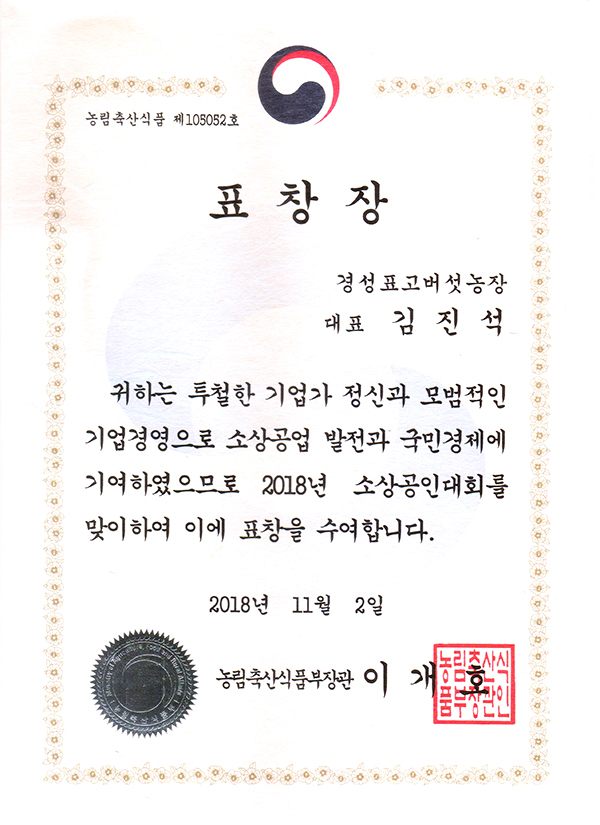 농림축산식품 제105052호
표 창 장
경성표고버섯농장
대표 김 진 석
귀하는 투철한 기업가 정신과 모범적인
기업경영으로 소상공업 발전과 국민경제에
기여하였으므로 2018년 소상공인대회를
맞이하여 이에 표창을 수여합니다.
2018년 11월 2일
농림축산식품부장관 이 개 호
농림축산식
품부장관인